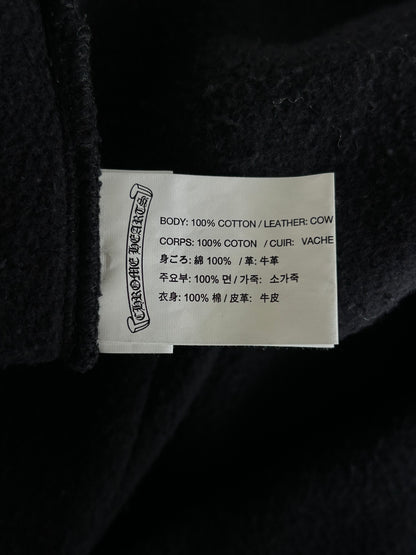 CHROME HEARTS
BODY: 100% COTTON / LEATHER: COW
CORPS: 100% COTON / CUIR: VACHE
身ごろ: 綿 100% / 革: 牛革
주요부: 100% 면 / 가죽: 소가죽
衣身: 100% 棉 / 皮革: 牛皮